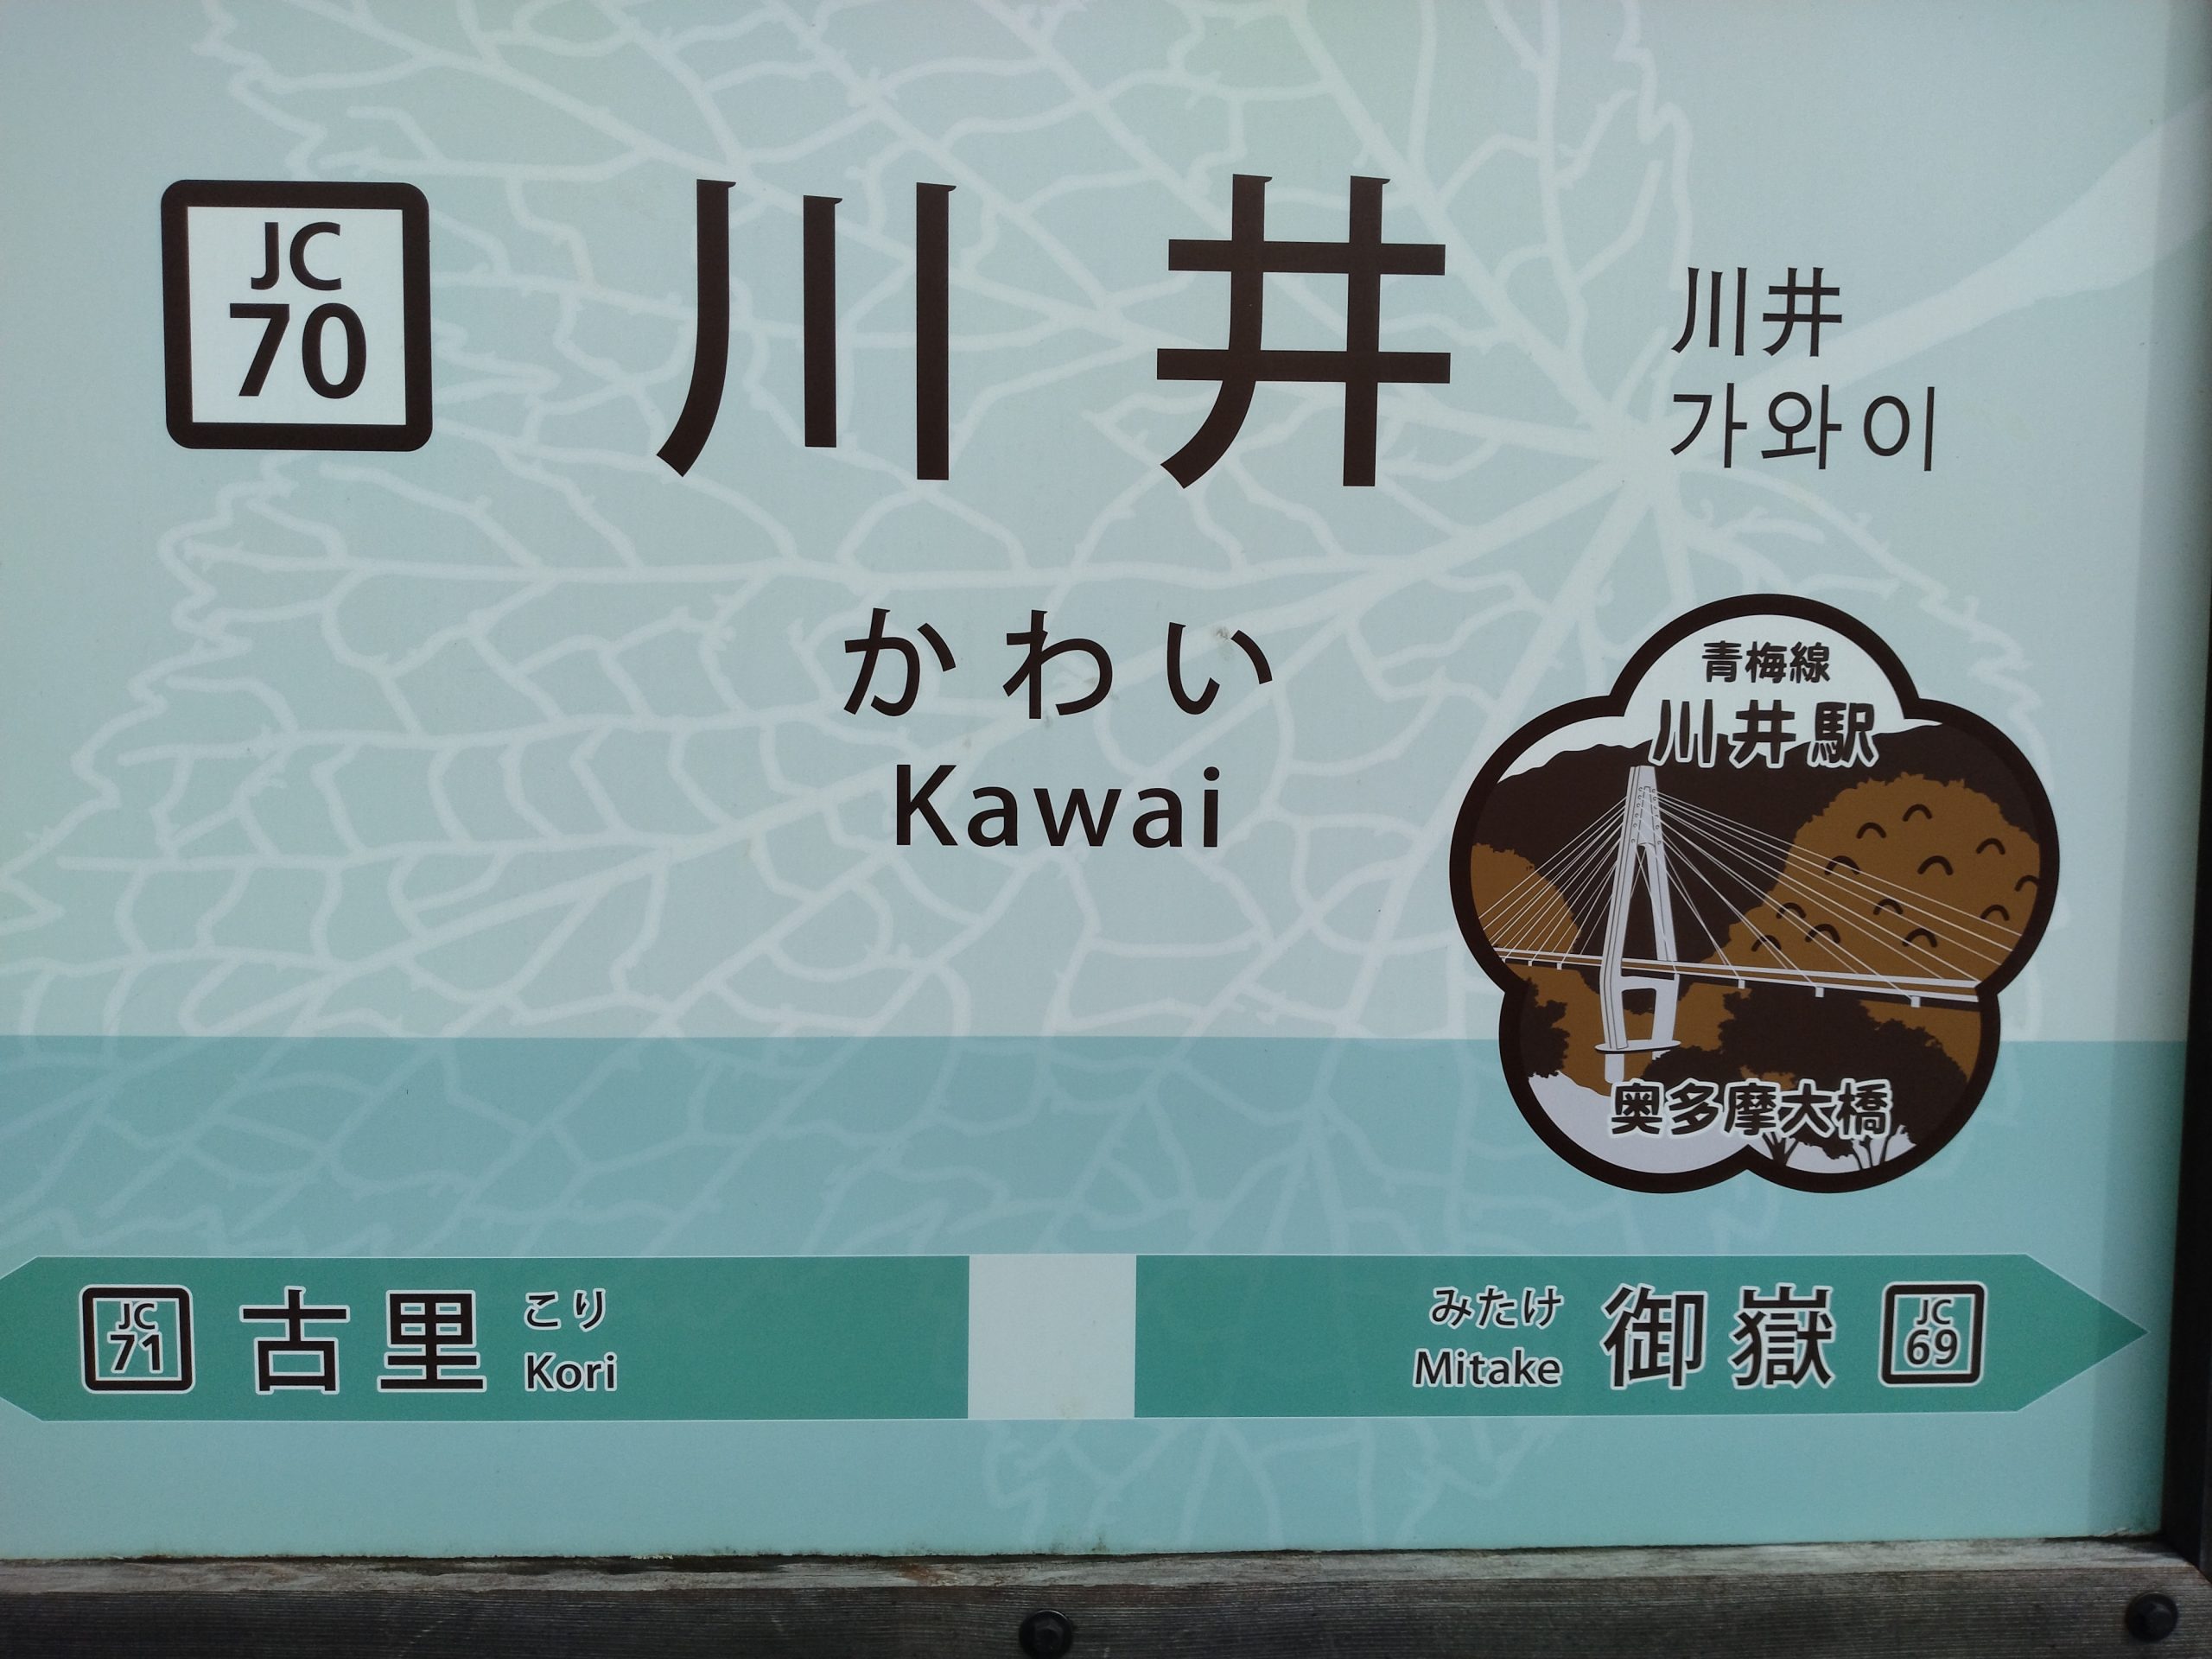 JC
70
川井
川井
가와이
かわい
Kawai
青梅線
川井駅
奥多摩大橋
JC
71
古里
こり
Kori
みたけ
Mitake
御嶽
JC
69